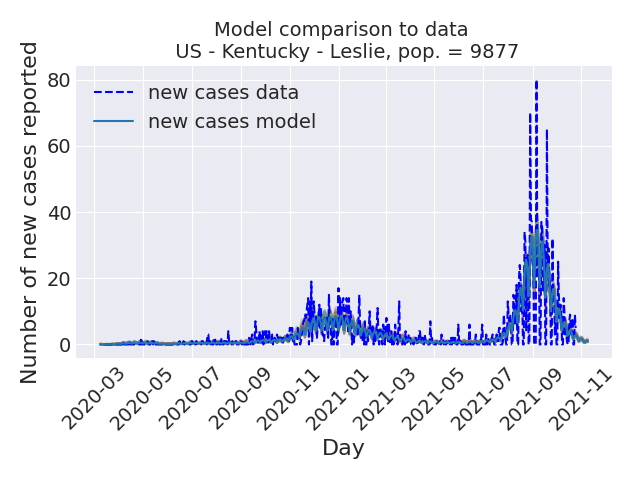 Model comparison to data
US - Kentucky - Leslie, pop. = 9877
Number of new cases reported
80
60
40
20
0
new cases data
new cases model
2020-03
2020-05
2020-07
2020-09
2020-11
2021-01
2021-03
2021-05
2021-07
2021-09
2021-11
Day